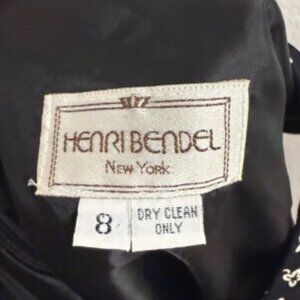 HENRI BENDEL
NEW YORK
8
DRY CLEAN
ONLY